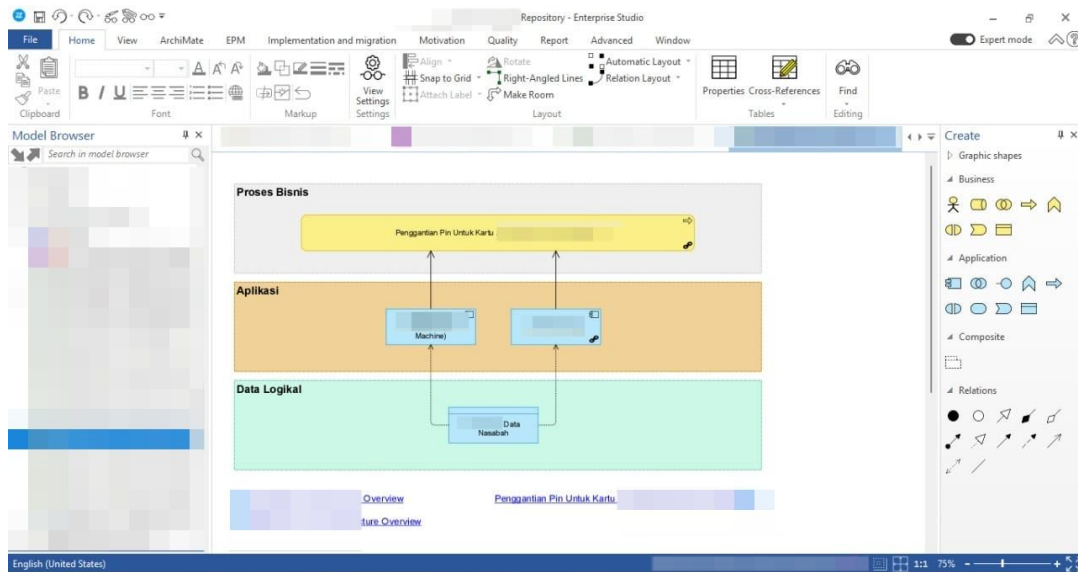 Repository - Enterprise Studio
File Home View ArchiMate EPM Implementation and migration Motivation Quality Report Advanced Window Expert mode
Paste
Clipboard
B I U
Font
Markup
View
Settings
Settings
Align
Snap to Grid
Attach Label
Rotate
Right-Angled Lines
Make Room
Automatic Layout
Relation Layout
Layout
Properties Cross-References
Tables
Find
Editing
Model Browser
Search in model browser
Proses Bisnis
Penggantian Pin Untuk Kartu
Aplikasi
Machine)
Data Logikal
Data
Nasabah
Overview
Penggantian Pin Untuk Kartu
ture Overview
Create
Graphic shapes
Business
Application
Composite
Relations
English (United States)
1:1 75%